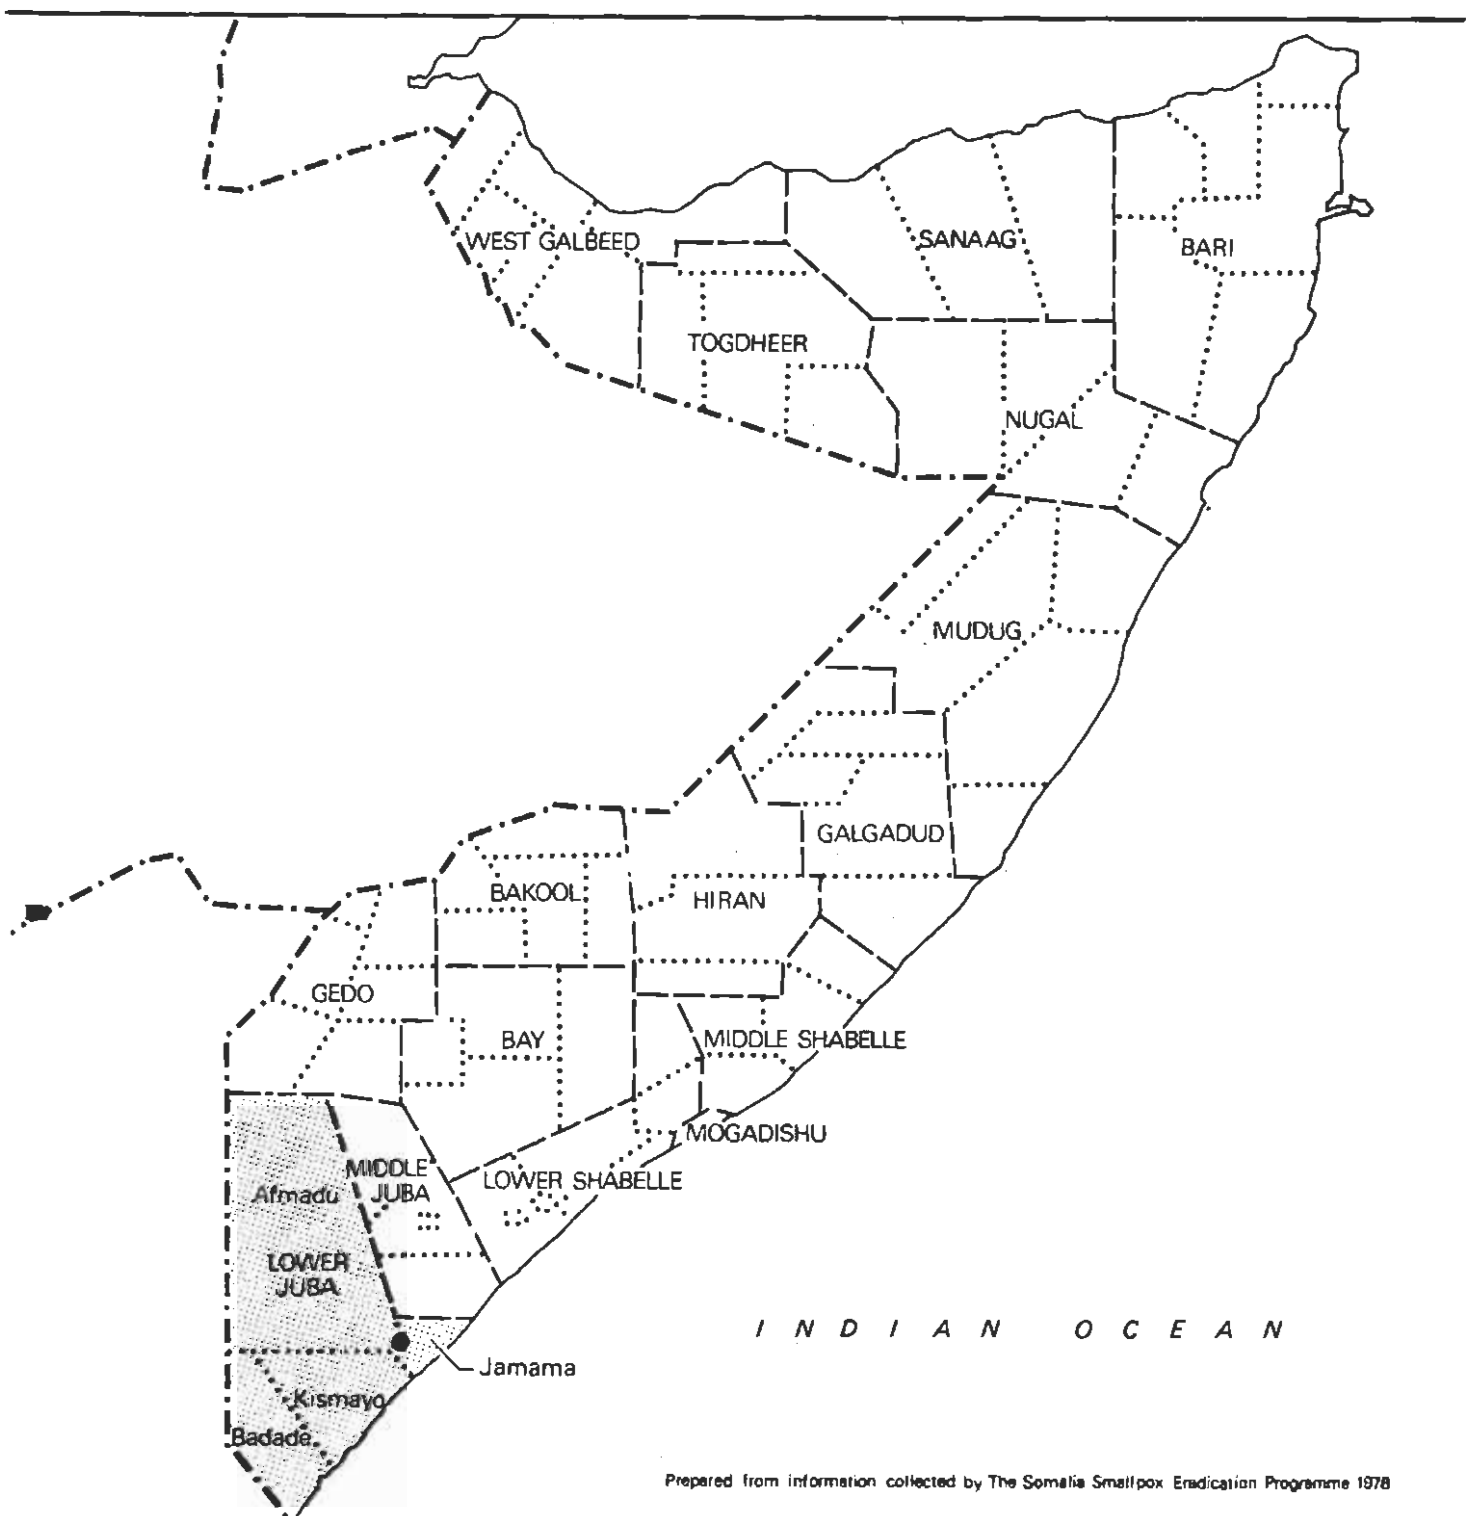 WEST GALBEED
SANAAG
BARI
TOGDHEER
NUGAL
MUDUG
GALGADUD
BAKOOL
HIRAN
GEDO
BAY
MIDDLE SHABELLE
MOGADISHU
MIDDLE
JUBA
LOWER SHABELLE
Afmadu
LOWER
JUBA
INDIAN OCEAN
Jamama
Kismayo
Badade
Prepared from information collected by The Somalia Smallpox Eradication Programme 1978